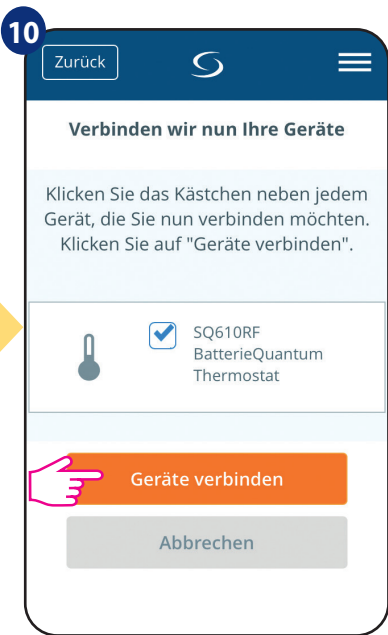 10
Zurück
Verbinden wir nun Ihre Geräte
Klicken Sie das Kästchen neben jedem
Gerät, die Sie nun verbinden möchten.
Klicken Sie auf "Geräte verbinden".
SQ610RF
BatterieQuantum
Thermostat
Geräte verbinden
Abbrechen